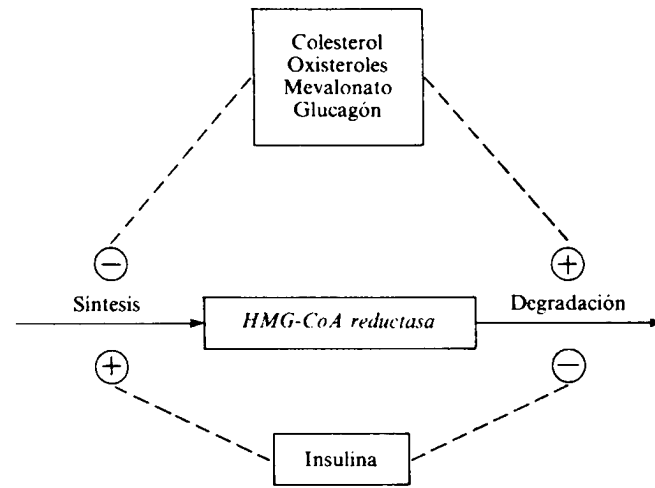 Colesterol
Oxisteroles
Mevalonato
Glucagón
−
+
Síntesis
HMG-CoA reductasa
Degradación
+
−
Insulina